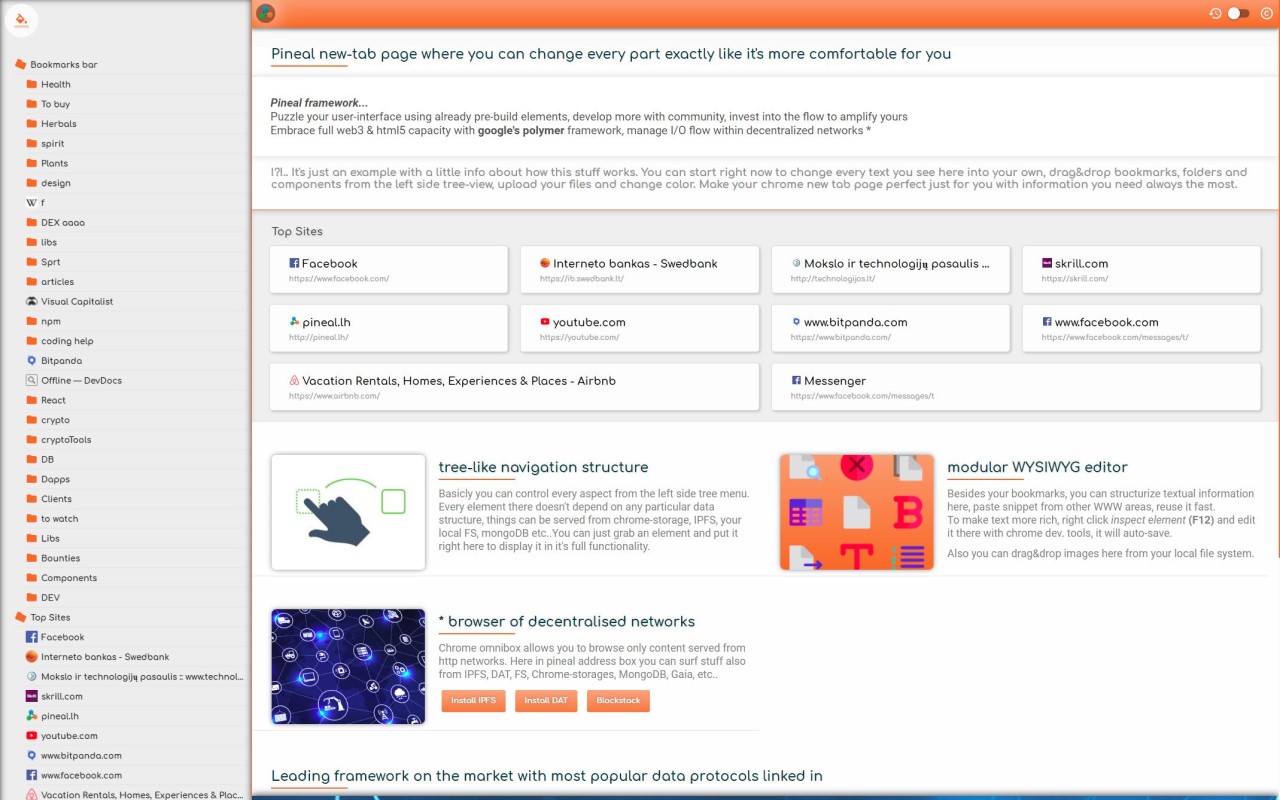 Bookmarks bar
Health
To buy
Herbals
spirit
Plants
design
W f
DEX aaaa
libs
Sprt
articles
Visual Capitalist
npm
coding help
Bitpanda
Offline — DevDocs
React
crypto
cryptoTools
DB
Dapps
Clients
to watch
Libs
Bounties
Components
DEV
Top Sites
Facebook
Interneto bankas - Swedbank
Mokslo ir technologijų pasaulis :: www.technol...
skrill.com
pineal.lh
youtube.com
www.bitpanda.com
www.facebook.com
Vacation Rentals, Homes, Experiences & Plac...
Pineal new-tab page where you can change every part exactly like it's more comfortable for you
Pineal framework...
Puzzle your user-interface using already pre-build elements, develop more with community, invest into the flow to amplify yours
Embrace full web3 & html5 capacity with google's polymer framework, manage I/O flow within decentralized networks *
I?I.. It's just an example with a little info about how this stuff works. You can start right now to change every text you see here into your own, drag&drop bookmarks, folders and
components from the left side tree-view, upload your files and change color. Make your chrome new tab page perfect just for you with information you need always the most.
Top Sites
Facebook
https://www.facebook.com/
Interneto bankas - Swedbank
https://ib.swedbank.lt/
Mokslo ir technologijų pasaulis ...
http://technologijos.lt/
skrill.com
https://skrill.com/
pineal.lh
http://pineal.lh/
youtube.com
https://youtube.com/
www.bitpanda.com
https://www.bitpanda.com/
www.facebook.com
https://www.facebook.com/messages/t/
Vacation Rentals, Homes, Experiences & Places - Airbnb
https://www.airbnb.com/
Messenger
https://www.facebook.com/messages/t
tree-like navigation structure
Basicly you can control every aspect from the left side tree menu.
Every element there doesn't depend on any particular data
structure, things can be served from chrome-storage, IPFS, your
local FS, mongoDB etc..You can just grab an element and put it
right here to display it in it's full functionality.
modular WYSIWYG editor
Besides your bookmarks, you can structurize textual information
here, paste snippet from other WWW areas, reuse it fast.
To make text more rich, right click inspect element (F12) and edit
it there with chrome dev. tools, it will auto-save.
Also you can drag&drop images here from your local file system.
B
T
* browser of decentralised networks
Chrome omnibox allows you to browse only content served from
http networks. Here in pineal address box you can surf stuff also
from IPFS, DAT, FS, Chrome-storages, MongoDB, Gaia, etc..
Install IPFS
Install DAT
Blockstack
Leading framework on the market with most popular data protocols linked in